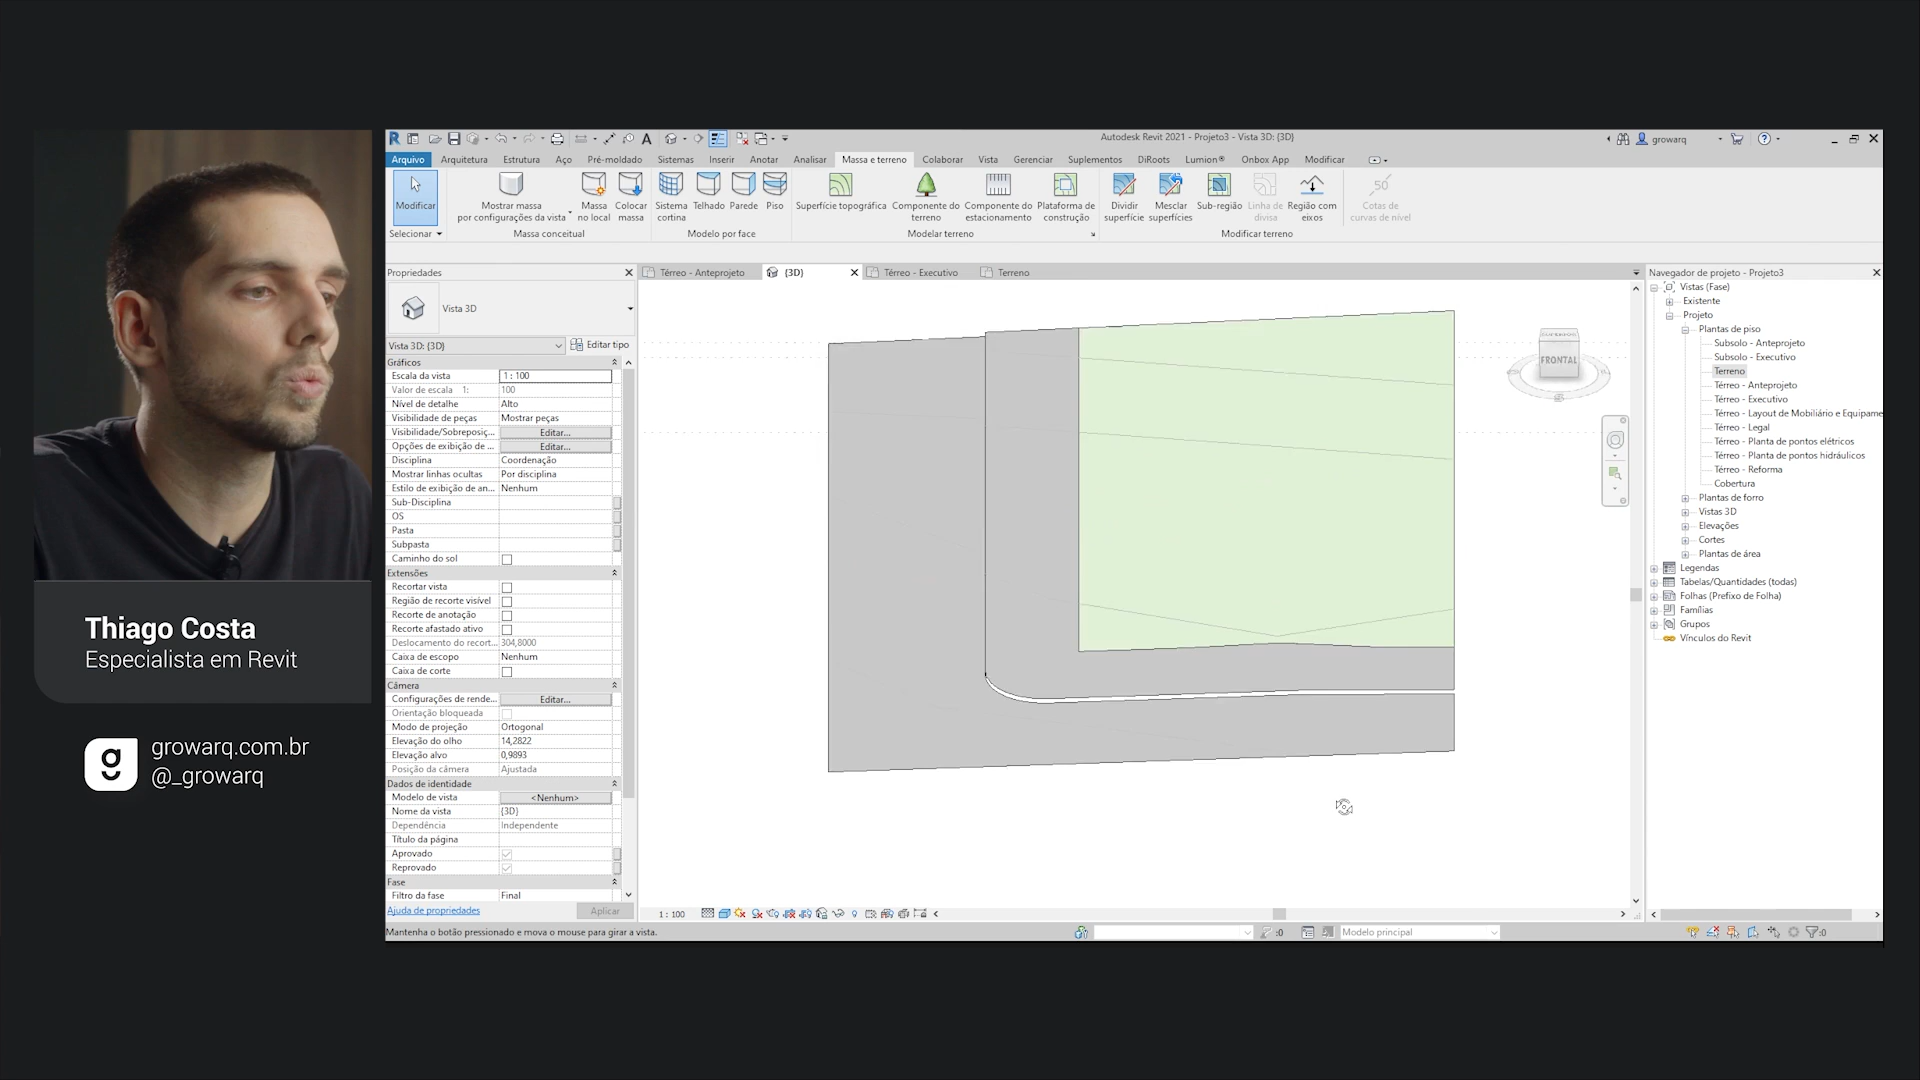 Autodesk Revit 2021 - Projeto3 - Vista 3D: {3D}
growarq
Arquivo Arquitetura Estrutura Aço Pré-moldado Sistemas Inserir Anotar Analisar Massa e terreno Colaborar Vista Gerenciar Suplementos DiRoots Lumion® Onbox App Modificar
Modificar
Mostrar massa
por configurações da vista
Massa
no local
Colocar
massa
Sistema
cortina
Telhado
Parede
Piso
Superfície topográfica
Componente do
terreno
Componente do
estacionamento
Plataforma de
construção
Dividir
superfície
Mesclar
superfícies
Sub-região
Linha de
divisa
Região com
eixos
50
Cotas de
curvas de nível
Selecionar
Massa conceitual
Modelo por face
Modelar terreno
Modificar terreno
Propriedades
Vista 3D
Vista 3D: {3D}
Editar tipo
Gráficos
Escala da vista 1 : 100
Valor de escala 1: 100
Nível de detalhe Alto
Visibilidade de peças Mostrar peças
Visibilidade/Sobreposiç... Editar...
Opções de exibição de ... Editar...
Disciplina Coordenação
Mostrar linhas ocultas Por disciplina
Estilo de exibição de an... Nenhum
Sub-Disciplina
OS
Pasta
Subpasta
Caminho do sol
Extensões
Recortar vista
Região de recorte visível
Recorte de anotação
Recorte afastado ativo
Deslocamento do recort... 304,8000
Caixa de escopo Nenhum
Caixa de corte
Câmera
Configurações de rende... Editar...
Orientação bloqueada
Modo de projeção Ortogonal
Elevação do olho 14,2822
Elevação alvo 0,9893
Posição da câmera Ajustada
Dados de identidade
Modelo de vista <Nenhum>
Nome da vista {3D}
Dependência Independente
Título da página
Aprovado
Reprovado
Fase
Filtro da fase Final
Ajuda de propriedades
Aplicar
Térreo - Anteprojeto
{3D}
Térreo - Executivo
Terreno
FRONTAL
1 : 100
Navegador de projeto - Projeto3
Vistas (Fase)
Existente
Projeto
Plantas de piso
Subsolo - Anteprojeto
Subsolo - Executivo
Terreno
Térreo - Anteprojeto
Térreo - Executivo
Térreo - Layout de Mobiliário e Equipame
Térreo - Legal
Térreo - Planta de pontos elétricos
Térreo - Planta de pontos hidráulicos
Térreo - Reforma
Cobertura
Plantas de forro
Vistas 3D
Elevações
Cortes
Plantas de área
Legendas
Tabelas/Quantidades (todas)
Folhas (Prefixo de Folha)
Famílias
Grupos
Vínculos do Revit
Mantenha o botão pressionado e mova o mouse para girar a vista.
:0
Modelo principal
:0
Thiago Costa
Especialista em Revit
g
growarq.com.br
@_growarq